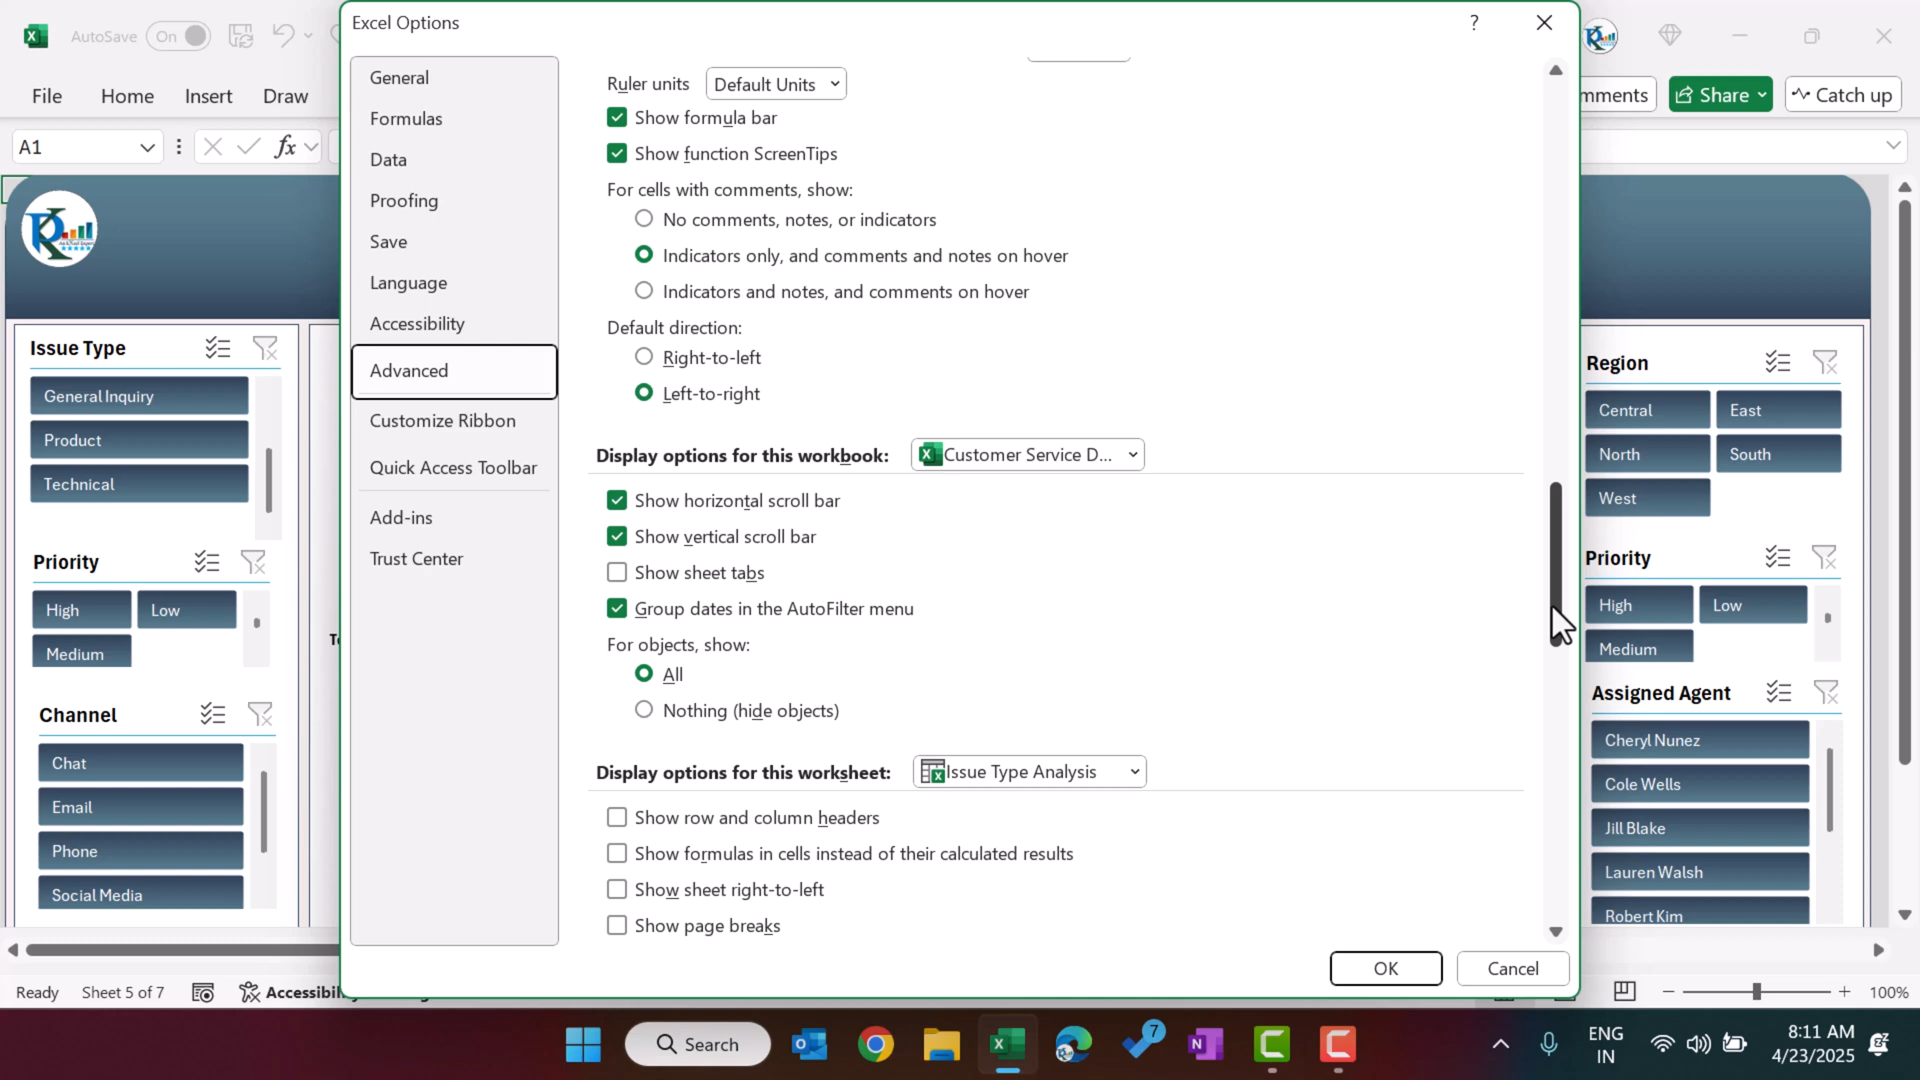 Excel Options
?
AutoSave
On
File
Home
Insert
Draw
mments
Share
Catch up
A1
fx
General
Formulas
Data
Proofing
Save
Language
Accessibility
Advanced
Customize Ribbon
Quick Access Toolbar
Add-ins
Trust Center
Ruler units
Default Units
Show formula bar
Show function ScreenTips
For cells with comments, show:
No comments, notes, or indicators
Indicators only, and comments and notes on hover
Indicators and notes, and comments on hover
Default direction:
Right-to-left
Left-to-right
Display options for this workbook:
Customer Service D...
Show horizontal scroll bar
Show vertical scroll bar
Show sheet tabs
Group dates in the AutoFilter menu
For objects, show:
All
Nothing (hide objects)
Display options for this worksheet:
Issue Type Analysis
Show row and column headers
Show formulas in cells instead of their calculated results
Show sheet right-to-left
Show page breaks
OK
Cancel
Issue Type
General Inquiry
Product
Technical
Priority
High
Low
Medium
Channel
Chat
Email
Phone
Social Media
Region
Central
East
North
South
West
Priority
High
Low
Medium
Assigned Agent
Cheryl Nunez
Cole Wells
Jill Blake
Lauren Walsh
Robert Kim
Ready
Sheet 5 of 7
100%
Search
7
ENG
IN
8:11 AM
4/23/2025